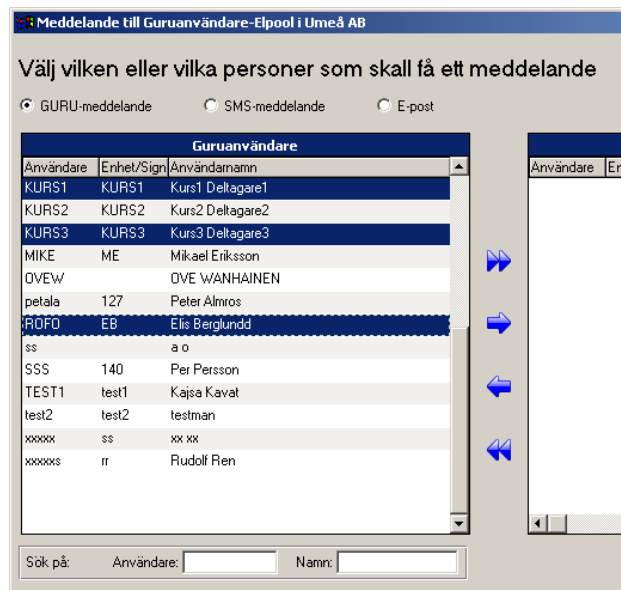 Meddelande till Guruanvändare-Elpool i Umeå AB
Välj vilken eller vilka personer som skall få ett meddelande
GURU-meddelande SMS-meddelande E-post
Guruanvändare
Användare Enhet/Sign Användarnamn
KURS1 KURS1 Kurs1 Deltagare1
KURS2 KURS2 Kurs2 Deltagare2
KURS3 KURS3 Kurs3 Deltagare3
MIKE ME Mikael Eriksson
OVEW OVE WANHAINEN
petala 127 Peter Almros
ROFO EB Elis Berglundd
ss a o
SSS 140 Per Persson
TEST1 test1 Kajsa Kavat
test2 test2 testman
xxxxx ss xx xx
xxxxxs rr Rudolf Ren
Användare
Sök på: Användare: Namn: